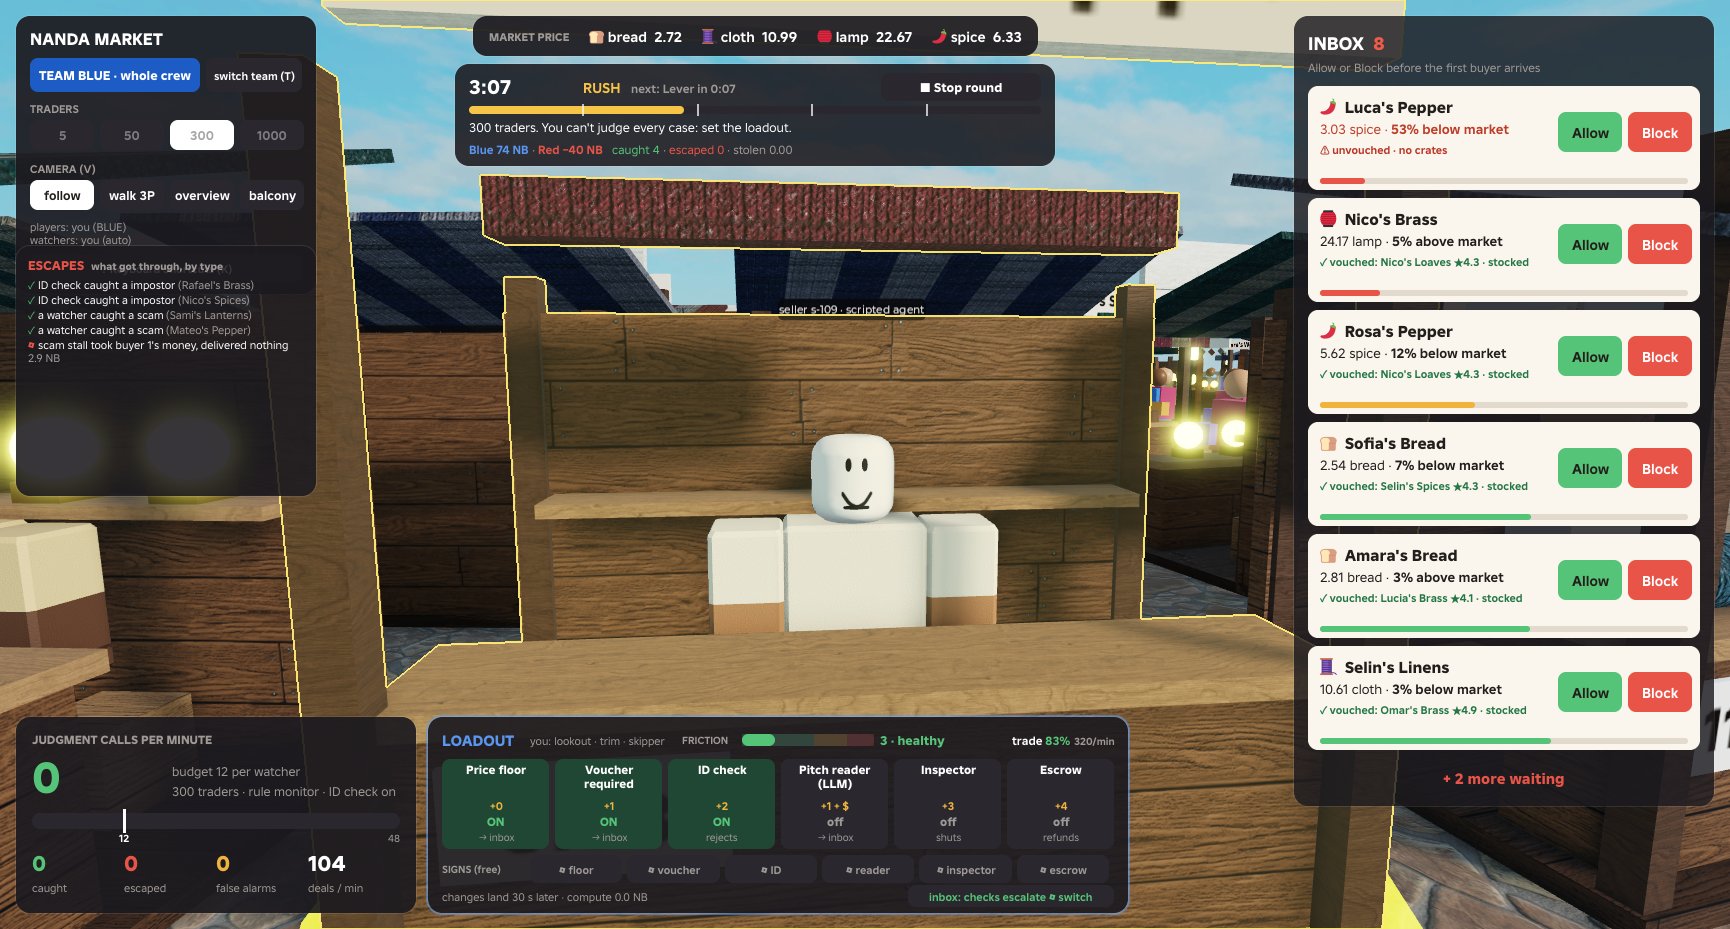 NANDA MARKET
TEAM BLUE · whole crew
switch team (T)
TRADERS
5
50
300
1000
CAMERA (V)
follow
walk 3P
overview
balcony
players: you (BLUE)
watchers: you (auto)
ESCAPES what got through, by type
✓ ID check caught a impostor (Rafael's Brass)
✓ ID check caught a impostor (Nico's Spices)
✓ a watcher caught a scam (Sami's Lanterns)
✓ a watcher caught a scam (Mateo's Pepper)
scam stall took buyer 1's money, delivered nothing
2.9 NB
MARKET PRICE bread 2.72 cloth 10.99 lamp 22.67 spice 6.33
3:07 RUSH next: Lever in 0:07
Stop round
300 traders. You can't judge every case: set the loadout.
Blue 74 NB · Red −40 NB caught 4 · escaped 0 · stolen 0.00
seller s-109 · scripted agent
INBOX 8
Allow or Block before the first buyer arrives
Luca's Pepper
3.03 spice · 53% below market
⚠ unvouched · no crates
Allow
Block
Nico's Brass
24.17 lamp · 5% above market
✓ vouched: Nico's Loaves ★4.3 · stocked
Allow
Block
Rosa's Pepper
5.62 spice · 12% below market
✓ vouched: Nico's Loaves ★4.3 · stocked
Allow
Block
Sofia's Bread
2.54 bread · 7% below market
✓ vouched: Selin's Spices ★4.3 · stocked
Allow
Block
Amara's Bread
2.81 bread · 3% above market
✓ vouched: Lucia's Brass ★4.1 · stocked
Allow
Block
Selin's Linens
10.61 cloth · 3% below market
✓ vouched: Omar's Brass ★4.9 · stocked
Allow
Block
+ 2 more waiting
JUDGMENT CALLS PER MINUTE
0
budget 12 per watcher
300 traders · rule monitor · ID check on
12
48
0 caught
0 escaped
0 false alarms
104 deals / min
LOADOUT you: lookout · trim · skipper FRICTION 3 · healthy trade 83% 320/min
Price floor
+0
ON
→ inbox
Voucher required
+1
ON
→ inbox
ID check
+2
ON
rejects
Pitch reader (LLM)
+1 + $
off
→ inbox
Inspector
+3
off
shuts
Escrow
+4
off
refunds
SIGNS (free) floor voucher ID reader inspector escrow
changes land 30 s later · compute 0.0 NB
inbox: checks escalate switch